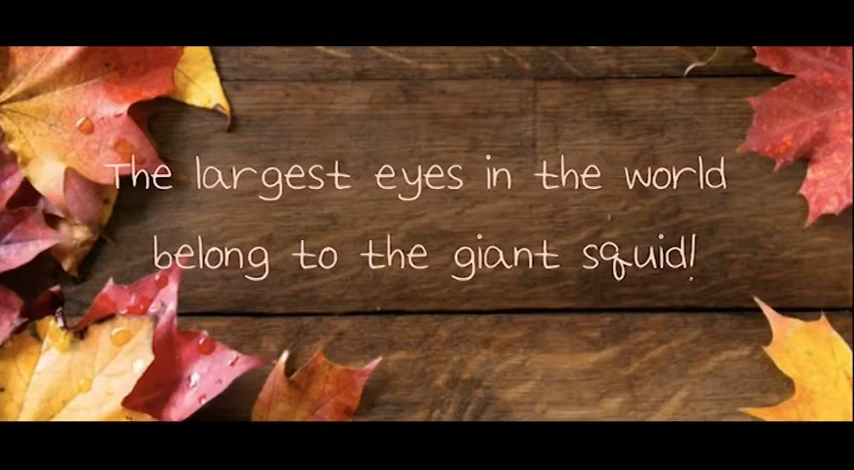 The largest eyes in the world
belong to the giant squid!